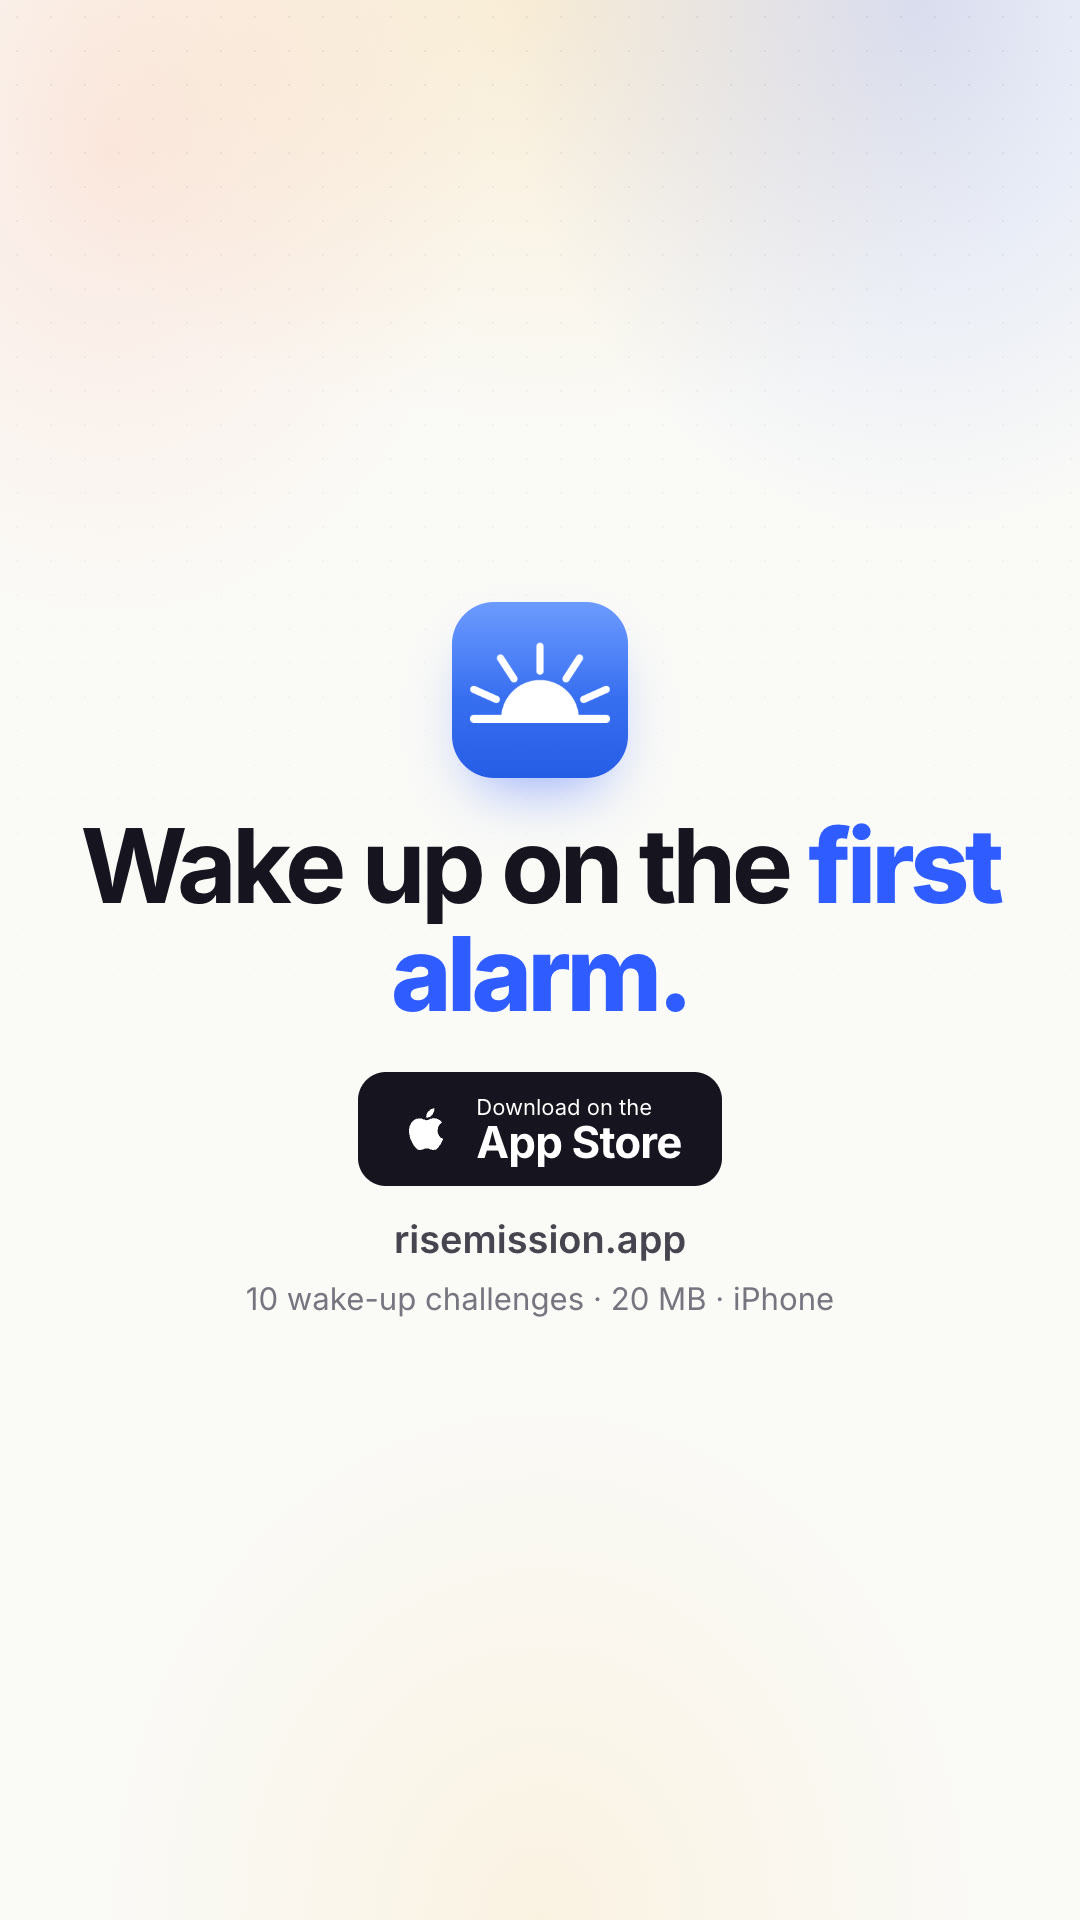 Wake up on the first
alarm.
Download on the
App Store
risemission.app
10 wake-up challenges · 20 MB · iPhone